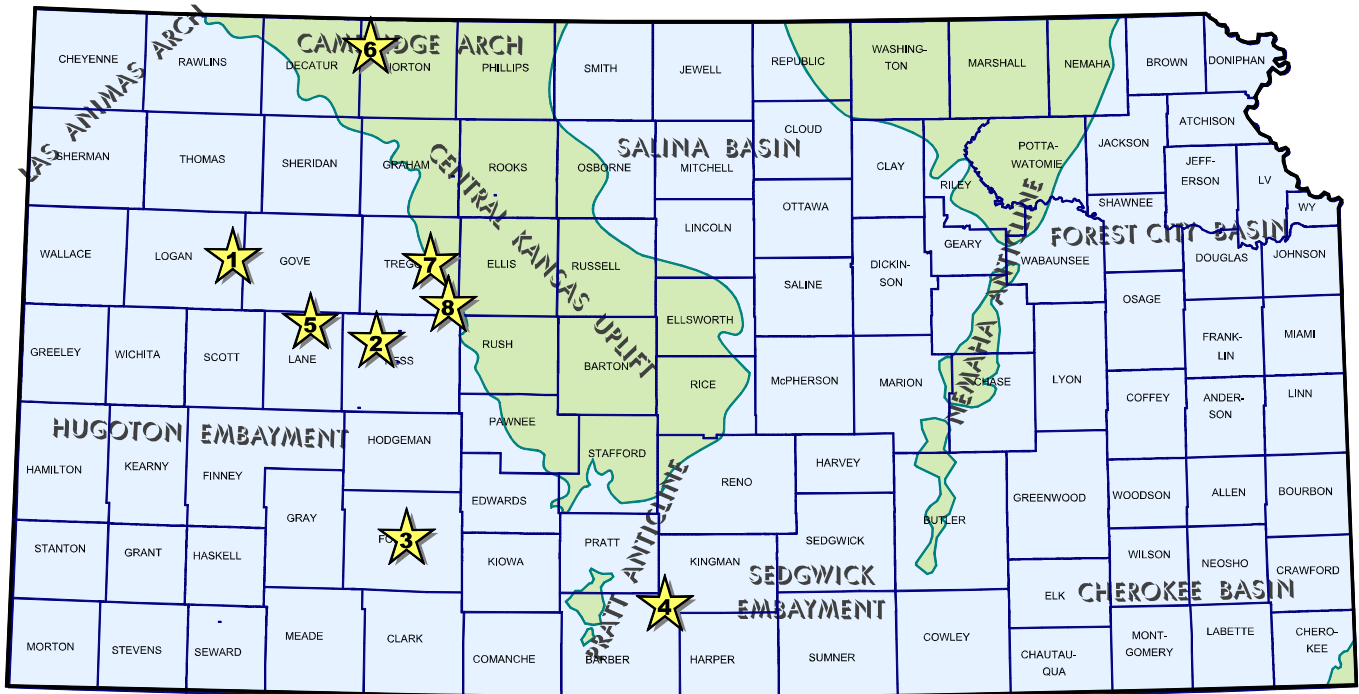 LAS ANIMAS ARCH
CAMBRIDGE ARCH
CENTRAL KANSAS UPLIFT
SALINA BASIN
NEMAHA ANTICLINE
FOREST CITY BASIN
HUGOTON EMBAYMENT
PRATT ANTICLINE
SEDGWICK
EMBAYMENT
CHEROKEE BASIN
CHEYENNE
RAWLINS
DECATUR
6
NORTON
PHILLIPS
SMITH
JEWELL
REPUBLIC
WASHING-
TON
MARSHALL
NEMAHA
BROWN
DONIPHAN
SHERMAN
THOMAS
SHERIDAN
GRAHAM
ROOKS
OSBORNE
MITCHELL
CLOUD
CLAY
RILEY
POTTA-
WATOMIE
JACKSON
ATCHISON
JEFF-
ERSON
LV
WY
WALLACE
LOGAN
1
GOVE
TREGO
7
8
ELLIS
RUSSELL
LINCOLN
OTTAWA
SALINE
DICKIN-
SON
GEARY
WABAUNSEE
SHAWNEE
DOUGLAS
JOHNSON
GREELEY
WICHITA
SCOTT
5
LANE
2
NESS
RUSH
BARTON
ELLSWORTH
RICE
McPHERSON
MARION
CHASE
LYON
OSAGE
FRANK-
LIN
MIAMI
COFFEY
ANDER-
SON
LINN
HAMILTON
KEARNY
FINNEY
HODGEMAN
PAWNEE
STAFFORD
RENO
HARVEY
BUTLER
GREENWOOD
WOODSON
ALLEN
BOURBON
STANTON
GRANT
HASKELL
GRAY
3
EDWARDS
KIOWA
PRATT
KINGMAN
4
SEDGWICK
ELK
WILSON
NEOSHO
CRAWFORD
MORTON
STEVENS
SEWARD
MEADE
CLARK
COMANCHE
BARBER
HARPER
SUMNER
COWLEY
CHAUTAU-
QUA
MONT-
GOMERY
LABETTE
CHERO-
KEE